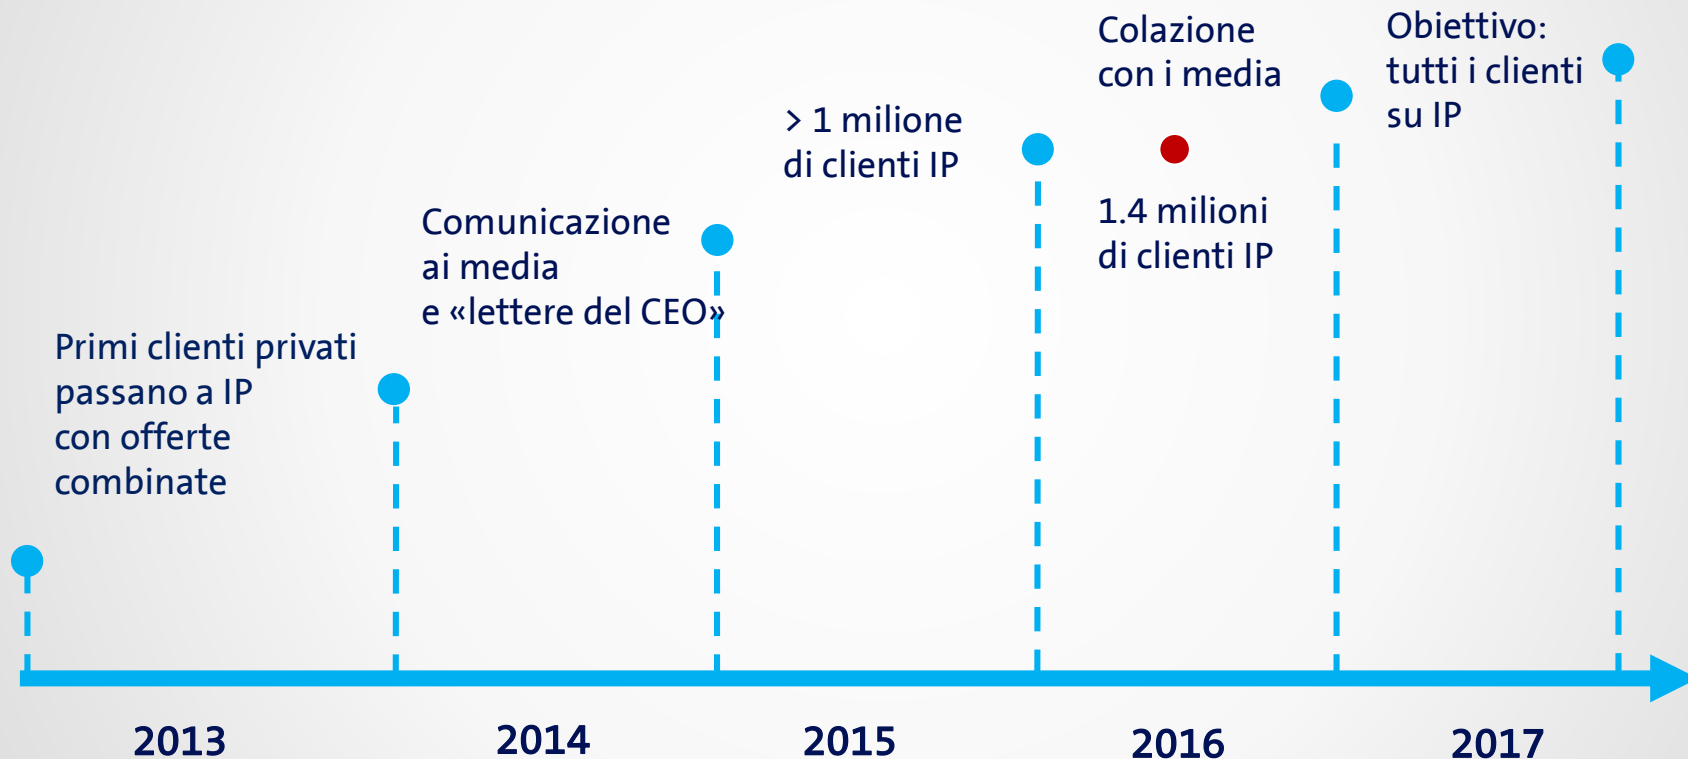 Primi clienti privati
passano a IP
con offerte
combinate
Comunicazione
ai media
e «lettere del CEO»
> 1 milione
di clienti IP
Colazione
con i media
1.4 milioni
di clienti IP
Obiettivo:
tutti i clienti
su IP
2013
2014
2015
2016
2017